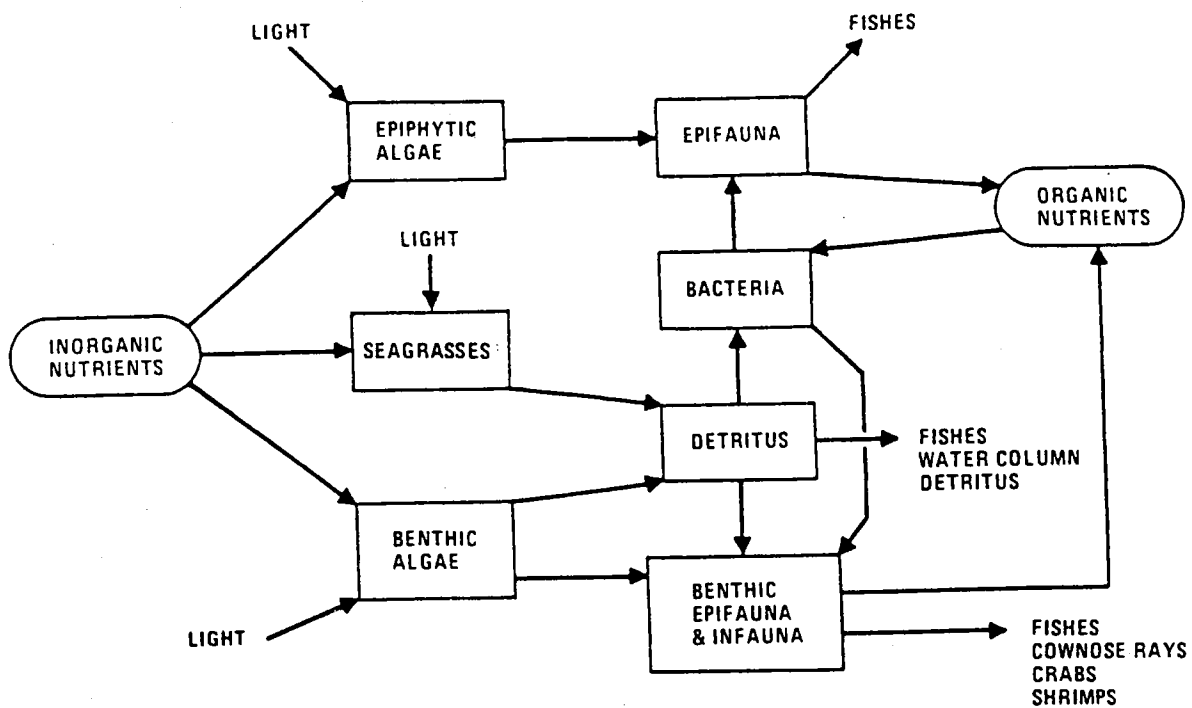 LIGHT
FISHES
EPIPHYTIC
ALGAE
EPIFAUNA
ORGANIC
NUTRIENTS
LIGHT
BACTERIA
INORGANIC
NUTRIENTS
SEAGRASSES
DETRITUS
FISHES
WATER COLUMN
DETRITUS
BENTHIC
ALGAE
BENTHIC
EPIFAUNA
& INFAUNA
LIGHT
FISHES
COWNOSE RAYS
CRABS
SHRIMPS